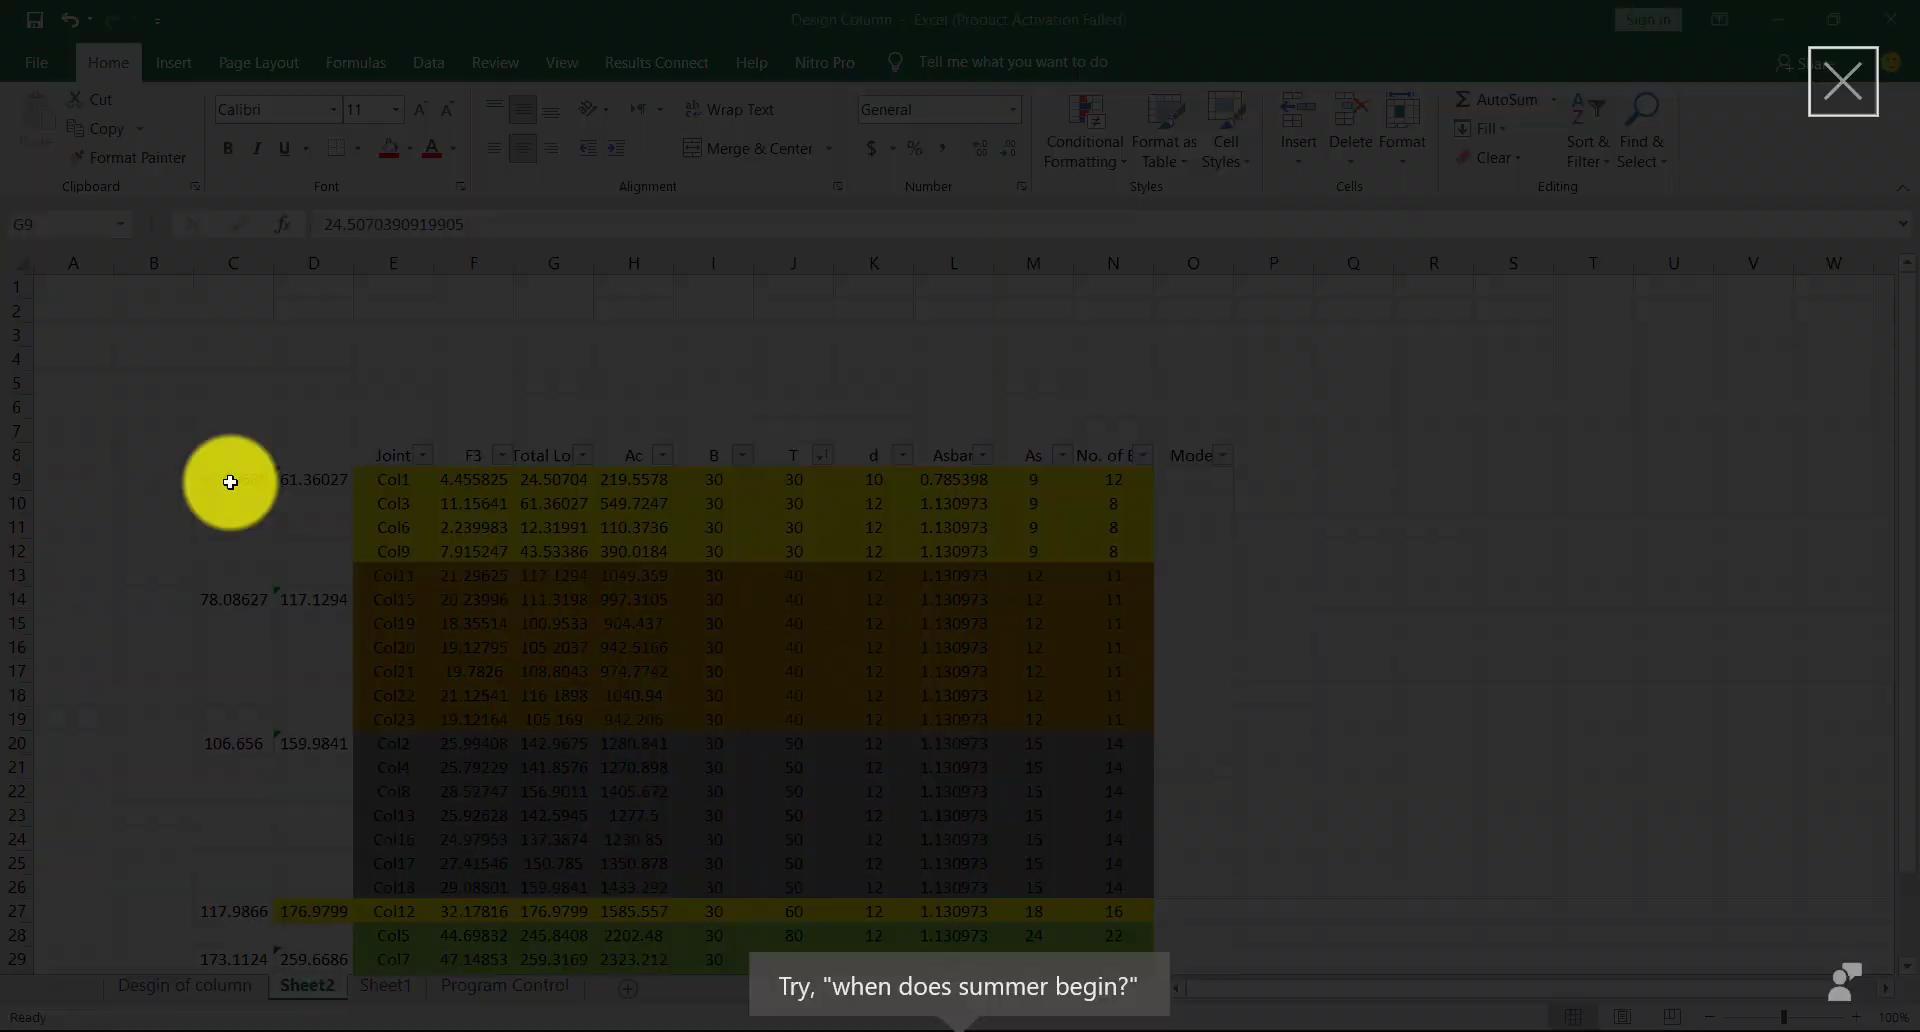 Design Column - Excel (Product Activation Failed)
Sign in
File Home Insert Page Layout Formulas Data Review View Results Connect Help Nitro Pro Tell me what you want to do
Cut
Copy
Format Painter
Clipboard
Calibri 11
B I U
Font
Wrap Text
Merge & Center
Alignment
General
$ % ,
Number
Conditional Formatting
Format as Table
Cell Styles
Styles
Insert Delete Format
Cells
AutoSum
Fill
Clear
Sort & Filter
Find & Select
Editing
G9 fx 24.5070390919905
A B C D E F G H I J K L M N O P Q R S T U V W
1
2
3
4
5
6
7
8 Joint F3 Total Lo Ac B T d Asbar As No. of Mode
9 61.36027 Col1 4.455825 24.50704 219.5578 30 30 10 0.785398 9 12
10 Col3 11.15641 61.36027 549.7247 30 30 12 1.130973 9 8
11 Col6 2.239983 12.31991 110.3736 30 30 12 1.130973 9 8
12 Col9 7.915247 43.53386 390.0184 30 30 12 1.130973 9 8
13 Col11 21.29625 117.1294 1049.359 30 40 12 1.130973 12 11
14 78.08627 117.1294 Col15 20.23996 111.3198 997.3105 30 40 12 1.130973 12 11
15 Col19 18.35514 100.9533 904.437 30 40 12 1.130973 12 11
16 Col20 19.12795 105.2037 942.5166 30 40 12 1.130973 12 11
17 Col21 19.7826 108.8043 974.7742 30 40 12 1.130973 12 11
18 Col22 21.12541 116.1898 1040.94 30 40 12 1.130973 12 11
19 Col23 19.12164 105.169 942.206 30 40 12 1.130973 12 11
20 106.656 159.9841 Col2 25.99408 142.9675 1280.841 30 50 12 1.130973 15 14
21 Col4 25.79229 141.8576 1270.898 30 50 12 1.130973 15 14
22 Col8 28.52747 156.9011 1405.672 30 50 12 1.130973 15 14
23 Col13 25.92628 142.5945 1277.5 30 50 12 1.130973 15 14
24 Col16 24.97953 137.3874 1230.85 30 50 12 1.130973 15 14
25 Col17 27.41546 150.785 1350.878 30 50 12 1.130973 15 14
26 Col18 29.08801 159.9841 1433.292 30 50 12 1.130973 15 14
27 117.9866 176.9799 Col12 32.17816 176.9799 1585.557 30 60 12 1.130973 18 16
28 Col5 44.69832 245.8408 2202.48 30 80 12 1.130973 24 22
29 173.1124 259.6686 Col7 47.14853 259.3169 2323.212 30
Desgin of column Sheet2 Sheet1 Program Control
Try, "when does summer begin?"
Ready
100%